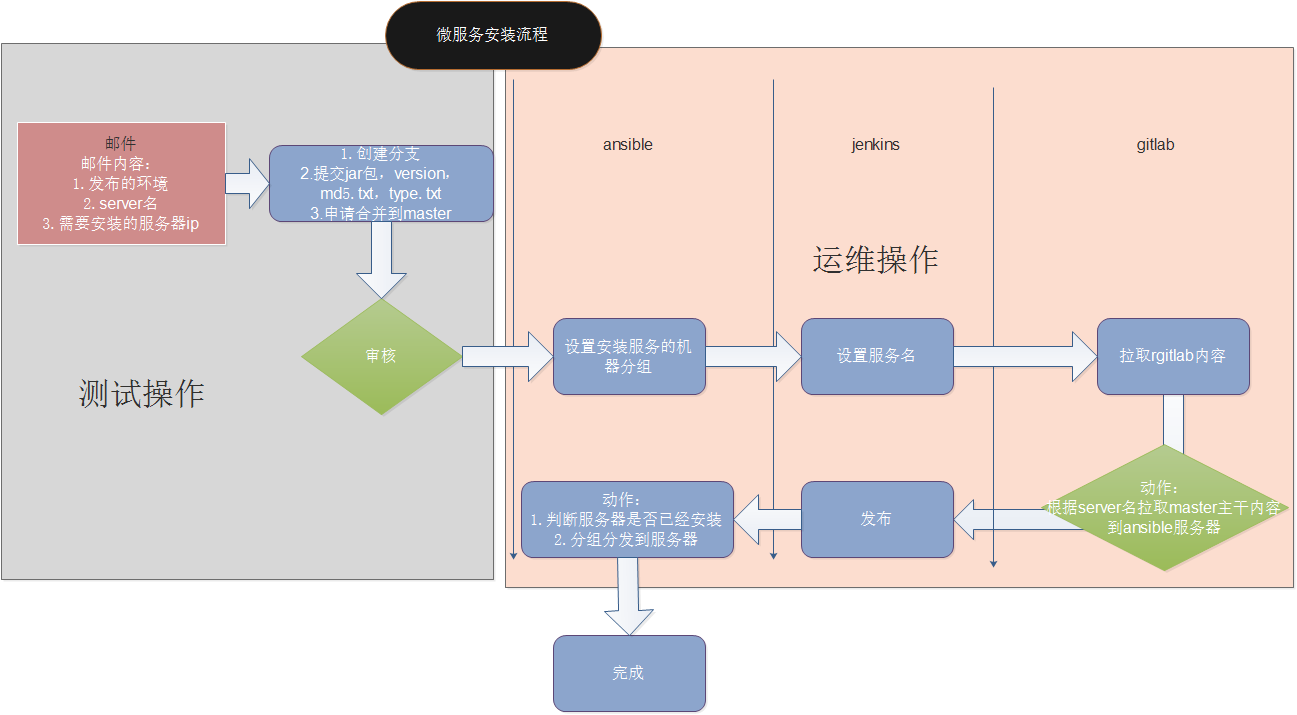 微服务安装流程
邮件
邮件内容：
1. 发布的坏境
2. server名
3. 需要安装的服务器ip
1. 创建分支
2.提交jar包，version，
md5. txt，type. txt
3.申请合并到master
审核
测试操作
ansible
jenkins
gitlab
运维操作
设置安装服务的机
器分组
设置服务名
拉取rgitlab内容
动作：
根据server名拉取master主干内容
到ansible服务器
发布
动作：
1. 判断服务器是否已经安装
2. 分组分发到服务器
完成